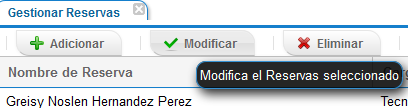 Gestionar Reservas
Adicionar Modificar Eliminar
Nombre de Reserva
Modifica el Reservas seleccionado
Greisy Noslen Hernandez Perez Tecn